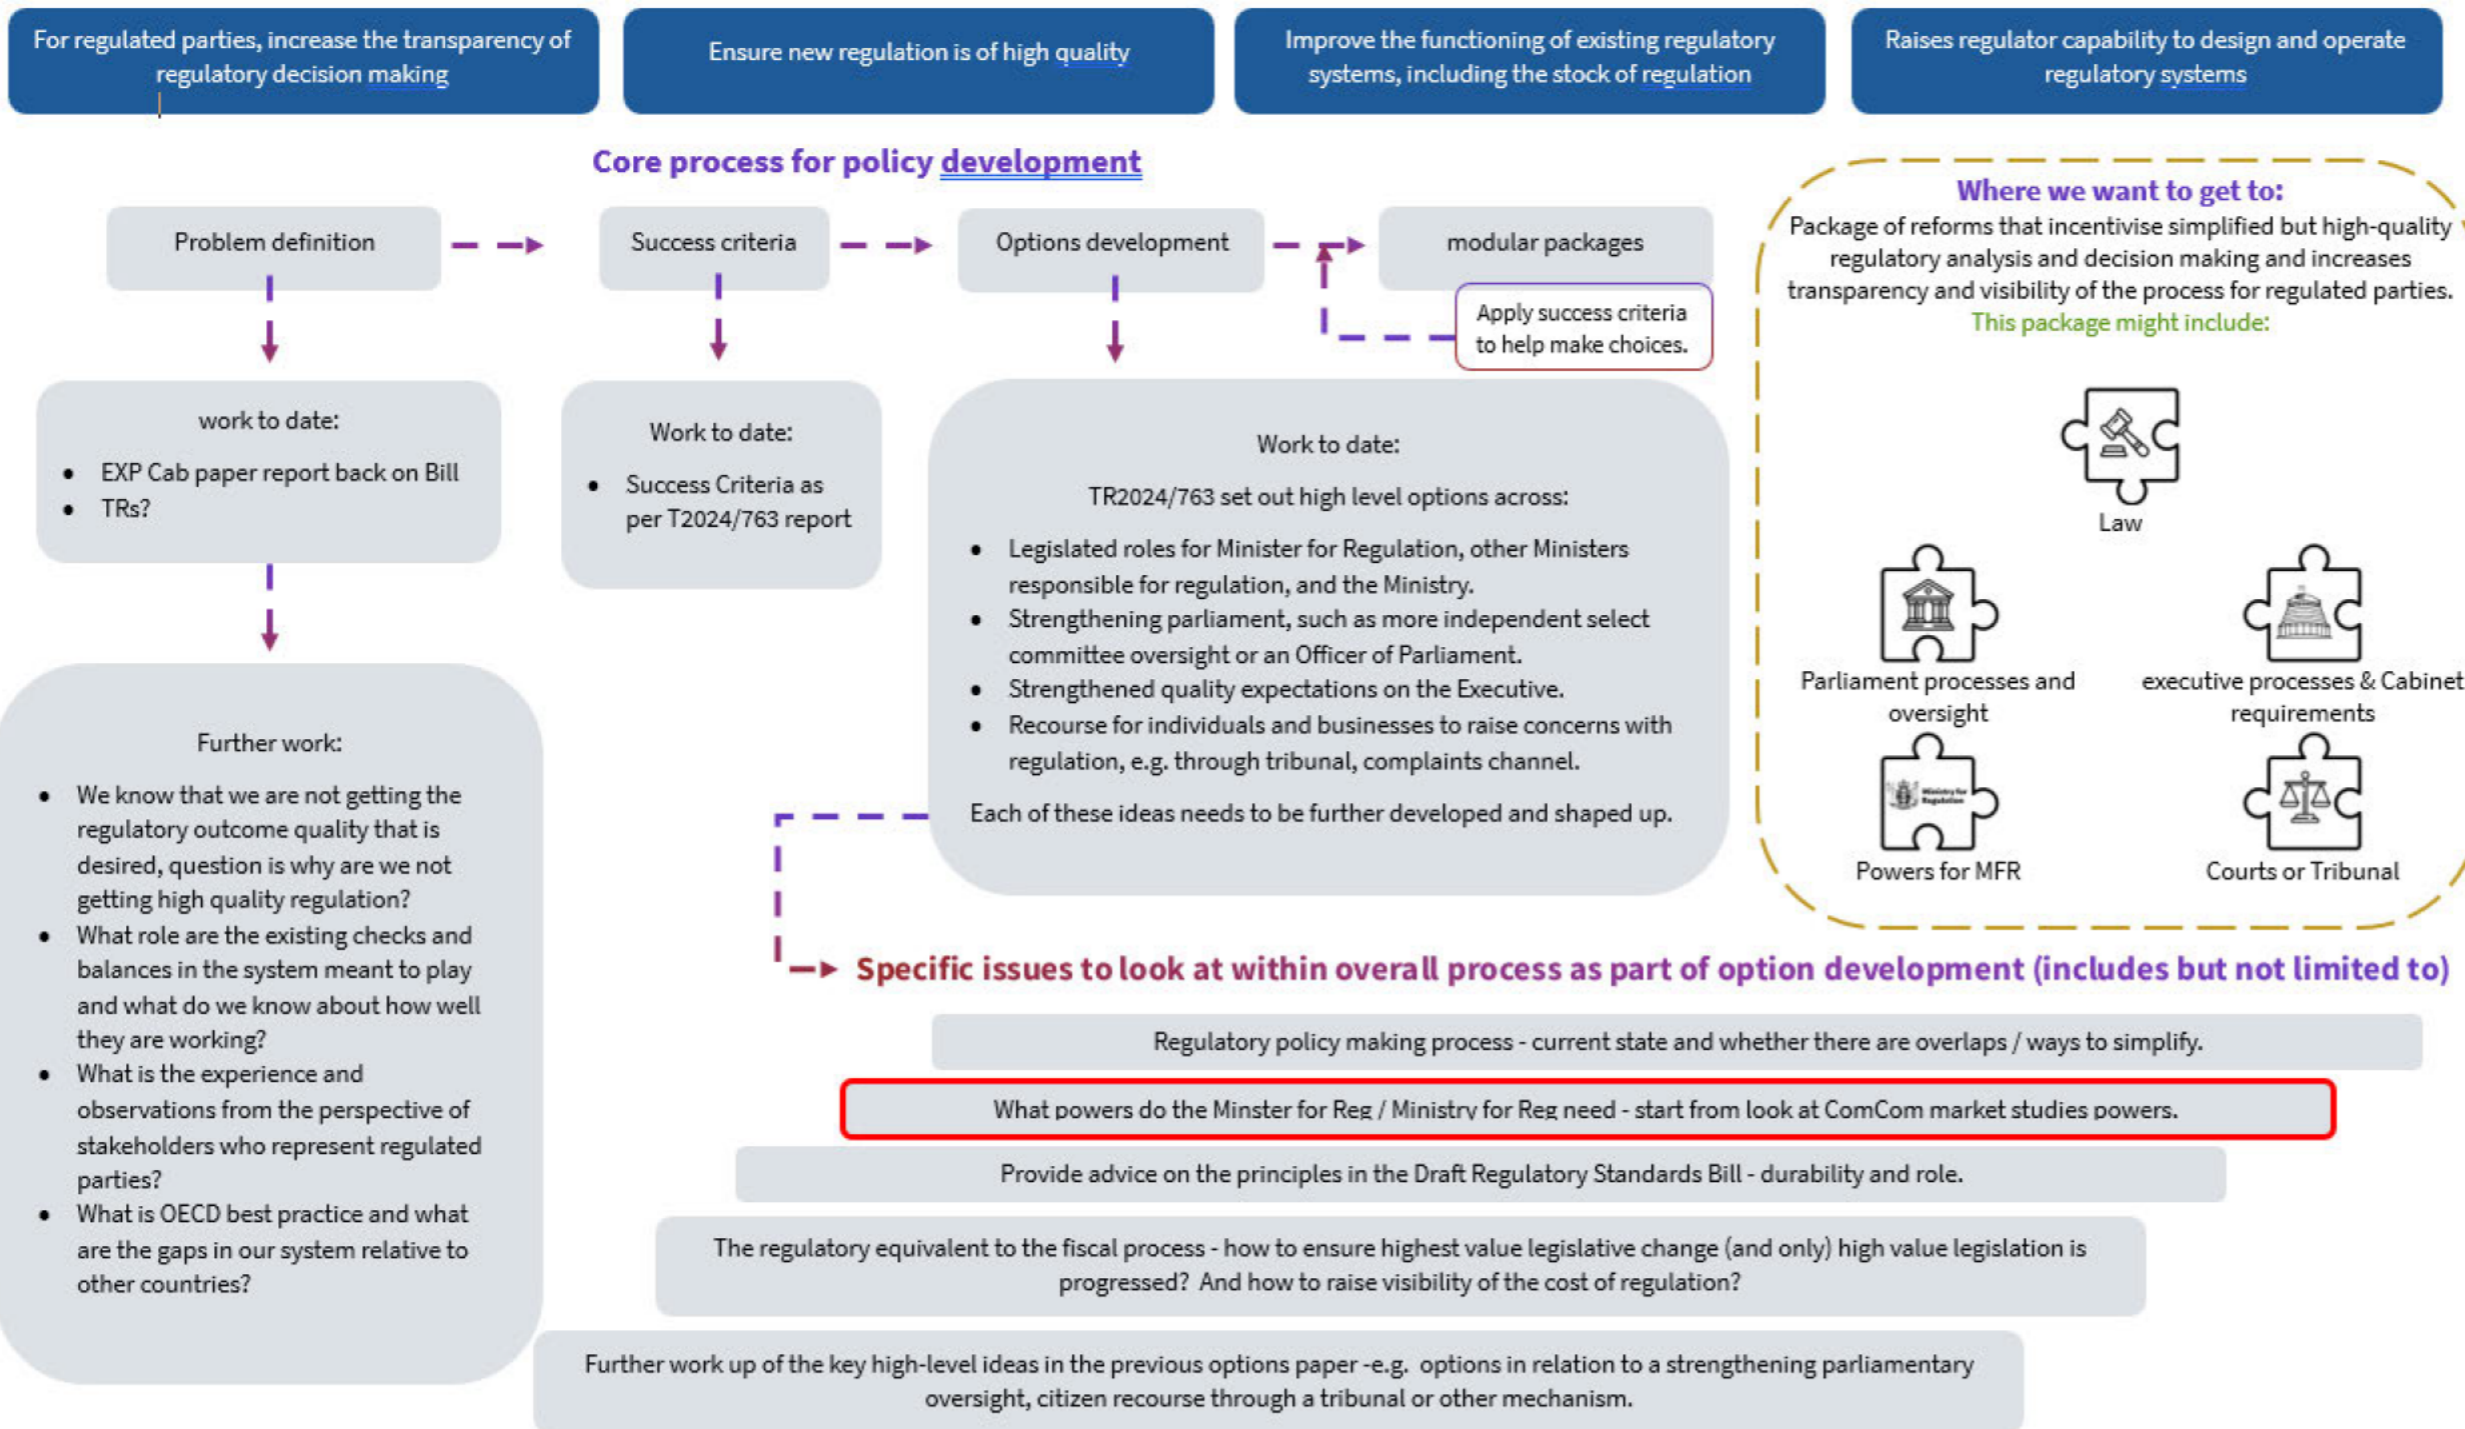 For regulated parties, increase the transparency of
regulatory decision making
Ensure new regulation is of high quality
Improve the functioning of existing regulatory
systems, including the stock of regulation
Raises regulator capability to design and operate
regulatory systems
Core process for policy development
Problem definition
Success criteria
Options development
modular packages
Apply success criteria
to help make choices.
work to date:
• EXP Cab paper report back on Bill
• TRs?
Work to date:
• Success Criteria as
per T2024/763 report
Work to date:
TR2024/763 set out high level options across:
• Legislated roles for Minister for Regulation, other Ministers
responsible for regulation, and the Ministry.
• Strengthening parliament, such as more independent select
committee oversight or an Officer of Parliament.
• Strengthened quality expectations on the Executive.
• Recourse for individuals and businesses to raise concerns with
regulation, e.g. through tribunal, complaints channel.
Each of these ideas needs to be further developed and shaped up.
Further work:
• We know that we are not getting the
regulatory outcome quality that is
desired, question is why are we not
getting high quality regulation?
• What role are the existing checks and
balances in the system meant to play
and what do we know about how well
they are working?
• What is the experience and
observations from the perspective of
stakeholders who represent regulated
parties?
• What is OECD best practice and what
are the gaps in our system relative to
other countries?
Where we want to get to:
Package of reforms that incentivise simplified but high-quality
regulatory analysis and decision making and increases
transparency and visibility of the process for regulated parties.
This package might include:
Law
Parliament processes and
oversight
executive processes & Cabinet
requirements
Ministry for
Regulation
Powers for MFR
Courts or Tribunal
Specific issues to look at within overall process as part of option development (includes but not limited to)
Regulatory policy making process - current state and whether there are overlaps / ways to simplify.
What powers do the Minster for Reg / Ministry for Reg need - start from look at ComCom market studies powers.
Provide advice on the principles in the Draft Regulatory Standards Bill - durability and role.
The regulatory equivalent to the fiscal process - how to ensure highest value legislative change (and only) high value legislation is
progressed? And how to raise visibility of the cost of regulation?
Further work up of the key high-level ideas in the previous options paper -e.g. options in relation to a strengthening parliamentary
oversight, citizen recourse through a tribunal or other mechanism.